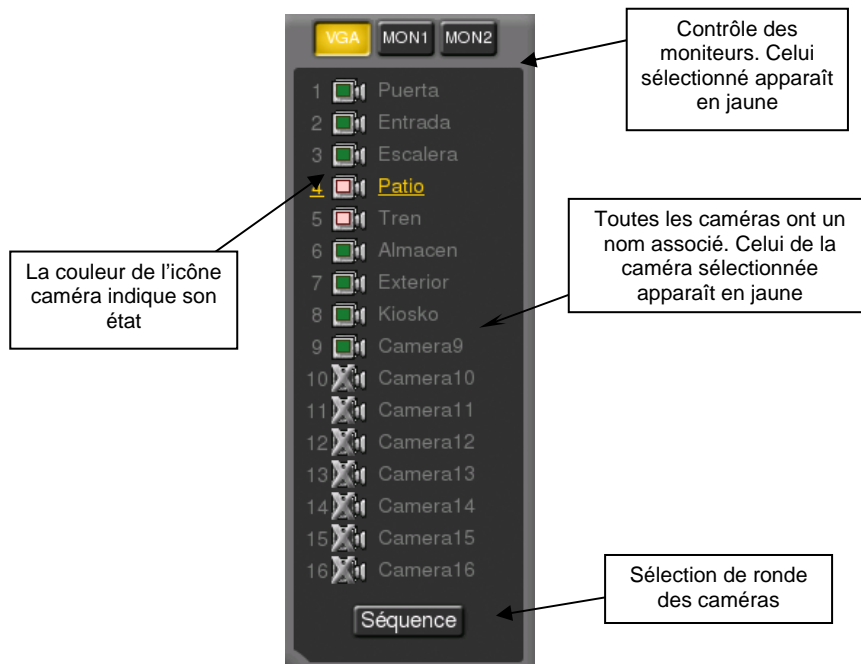 VGA MON1 MON2
Contrôle des
moniteurs. Celui
sélectionné apparaît
en jaune
1 Puerta
2 Entrada
3 Escalera
4 Patio
5 Tren
6 Almacen
7 Exterior
8 Kiosko
9 Camera9
10 Camera10
11 Camera11
12 Camera12
13 Camera13
14 Camera14
15 Camera15
16 Camera16
Séquence
Toutes les caméras ont un
nom associé. Celui de la
caméra sélectionnée
apparaît en jaune
La couleur de l’icône
caméra indique son
état
Sélection de ronde
des caméras